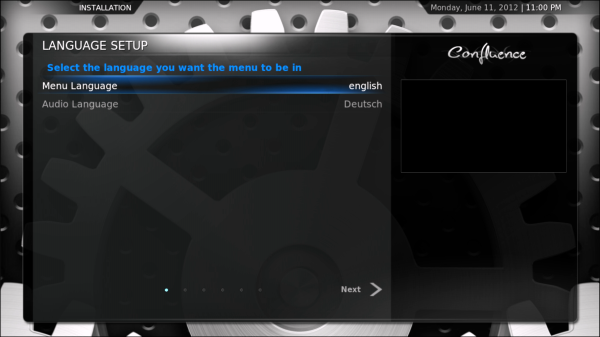 INSTALLATION
Monday, June 11, 2012 | 11:00 PM
LANGUAGE SETUP
Confluence
Select the language you want the menu to be in
Menu Language english
Audio Language Deutsch
Next